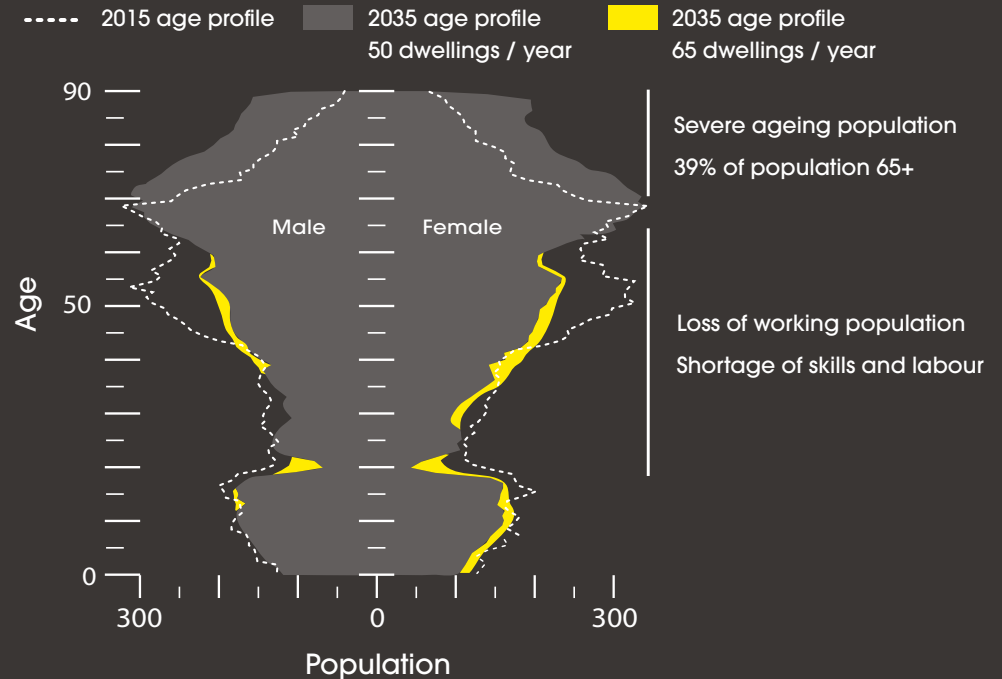 2015 age profile
2035 age profile
50 dwellings / year
2035 age profile
65 dwellings / year
90
Severe ageing population
39% of population 65+
Male
Female
Age
50
Loss of working population
Shortage of skills and labour
0
300
0
300
Population